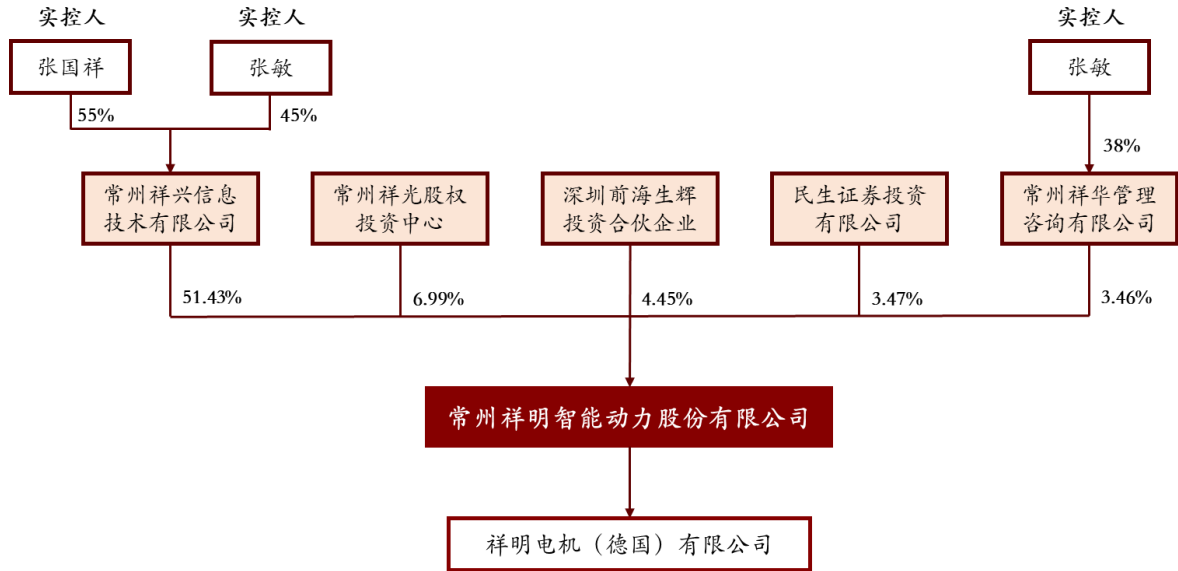 实控人
实控人
实控人
张国祥
张敏
张敏
55%
45%
38%
常州祥兴信息
技术有限公司
常州祥光股权
投资中心
深圳前海生辉
投资合伙企业
民生证券投资
有限公司
常州祥华管理
咨询有限公司
51.43%
6.99%
4.45%
3.47%
3.46%
常州祥明智能动力股份有限公司
祥明电机（德国）有限公司